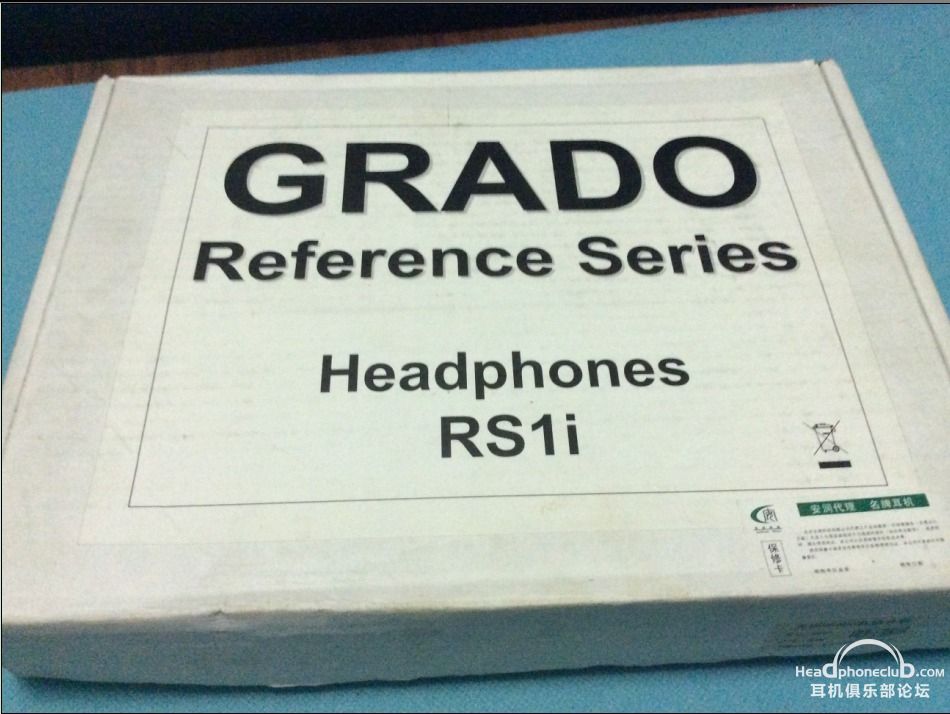 GRADO
Reference Series
Headphones
RS1i
安润代理 名牌耳机
保修卡
Headphoneclub.com
耳机俱乐部论坛